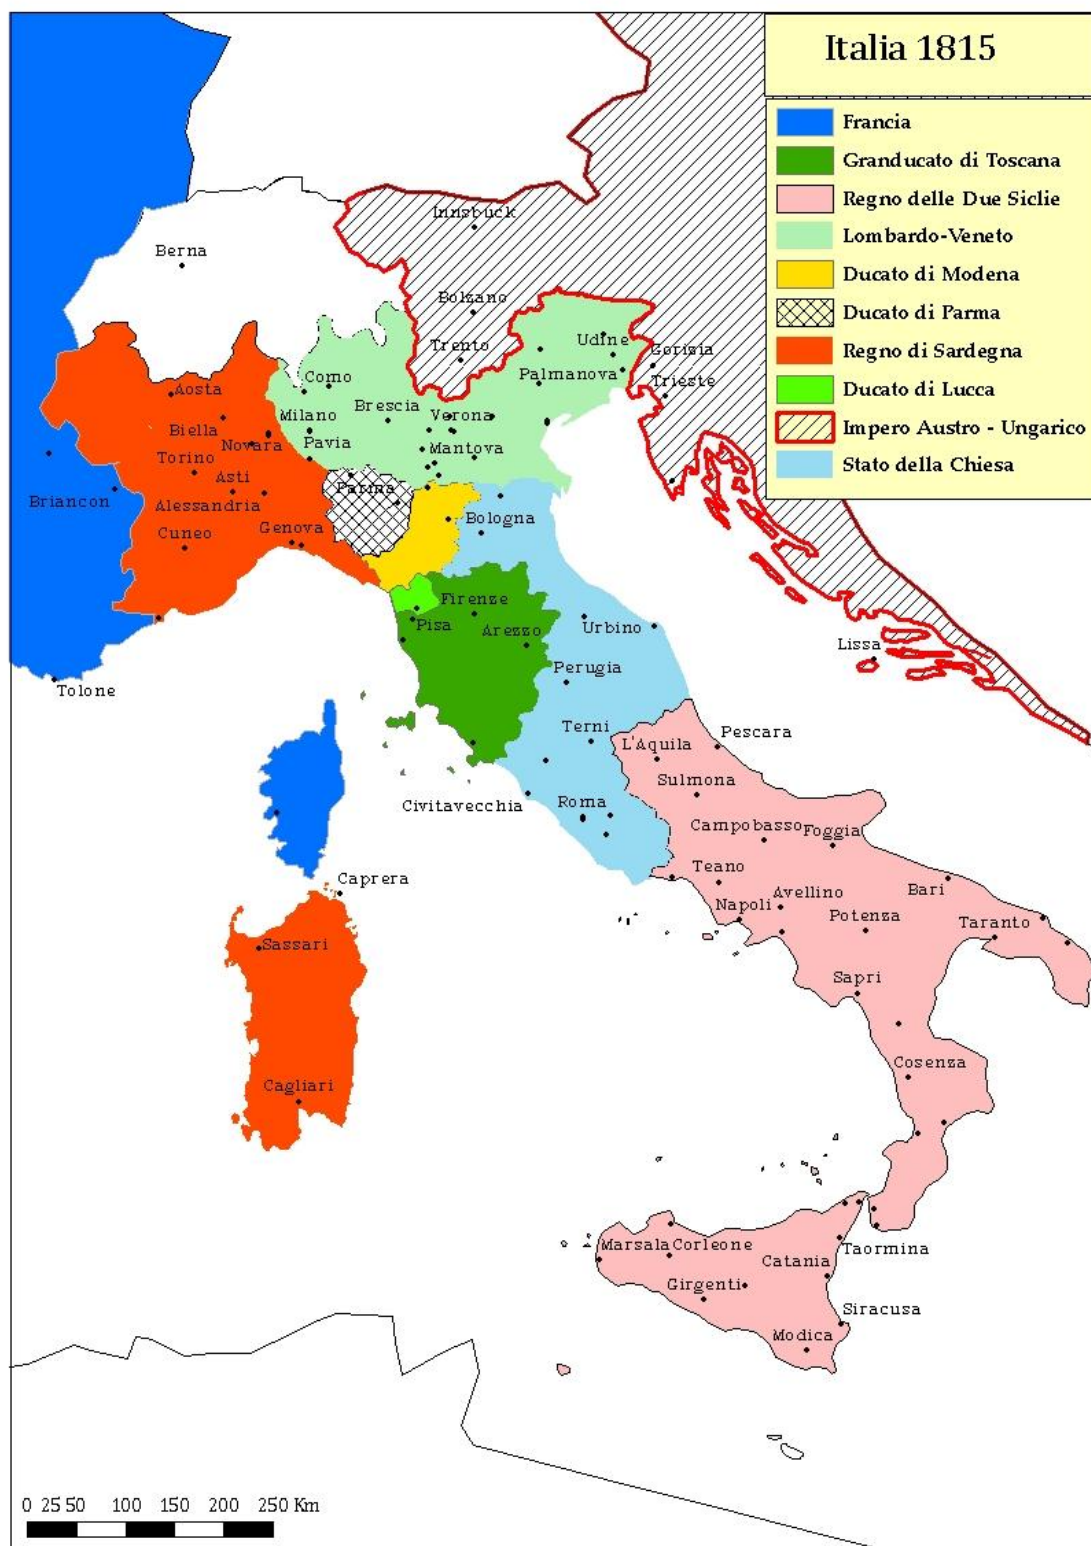 Italia 1815
Francia
Granducato di Toscana
Regno delle Due Siclie
Lombardo-Veneto
Ducato di Modena
Ducato di Parma
Regno di Sardegna
Ducato di Lucca
Impero Austro - Ungarico
Stato della Chiesa
Innsbuck
Berna
Bolzano
Trento
Udine
Gorisia
Palmanova
Trieste
Aosta
Como
Brescia
Verona
Biella
Milano
Novara
Pavia
Mantova
Torino
Asti
Parma
Briancon
Alessandria
Cuneo
Genova
Bologna
Firenze
Pisa
Arezzo
Urbino
Lissa
Tolone
Perugia
Terni
L'Aquila
Pescara
Sulmona
Civitavecchia
Roma
Campobasso
Foggia
Caprera
Teano
Avellino
Bari
Napoli
Potenza
Taranto
Sassari
Sapri
Cosenza
Cagliari
Marsala
Corleone
Taormina
Catania
Girgenti
Siracusa
Modica
0 25 50 100 150 200 250 Km